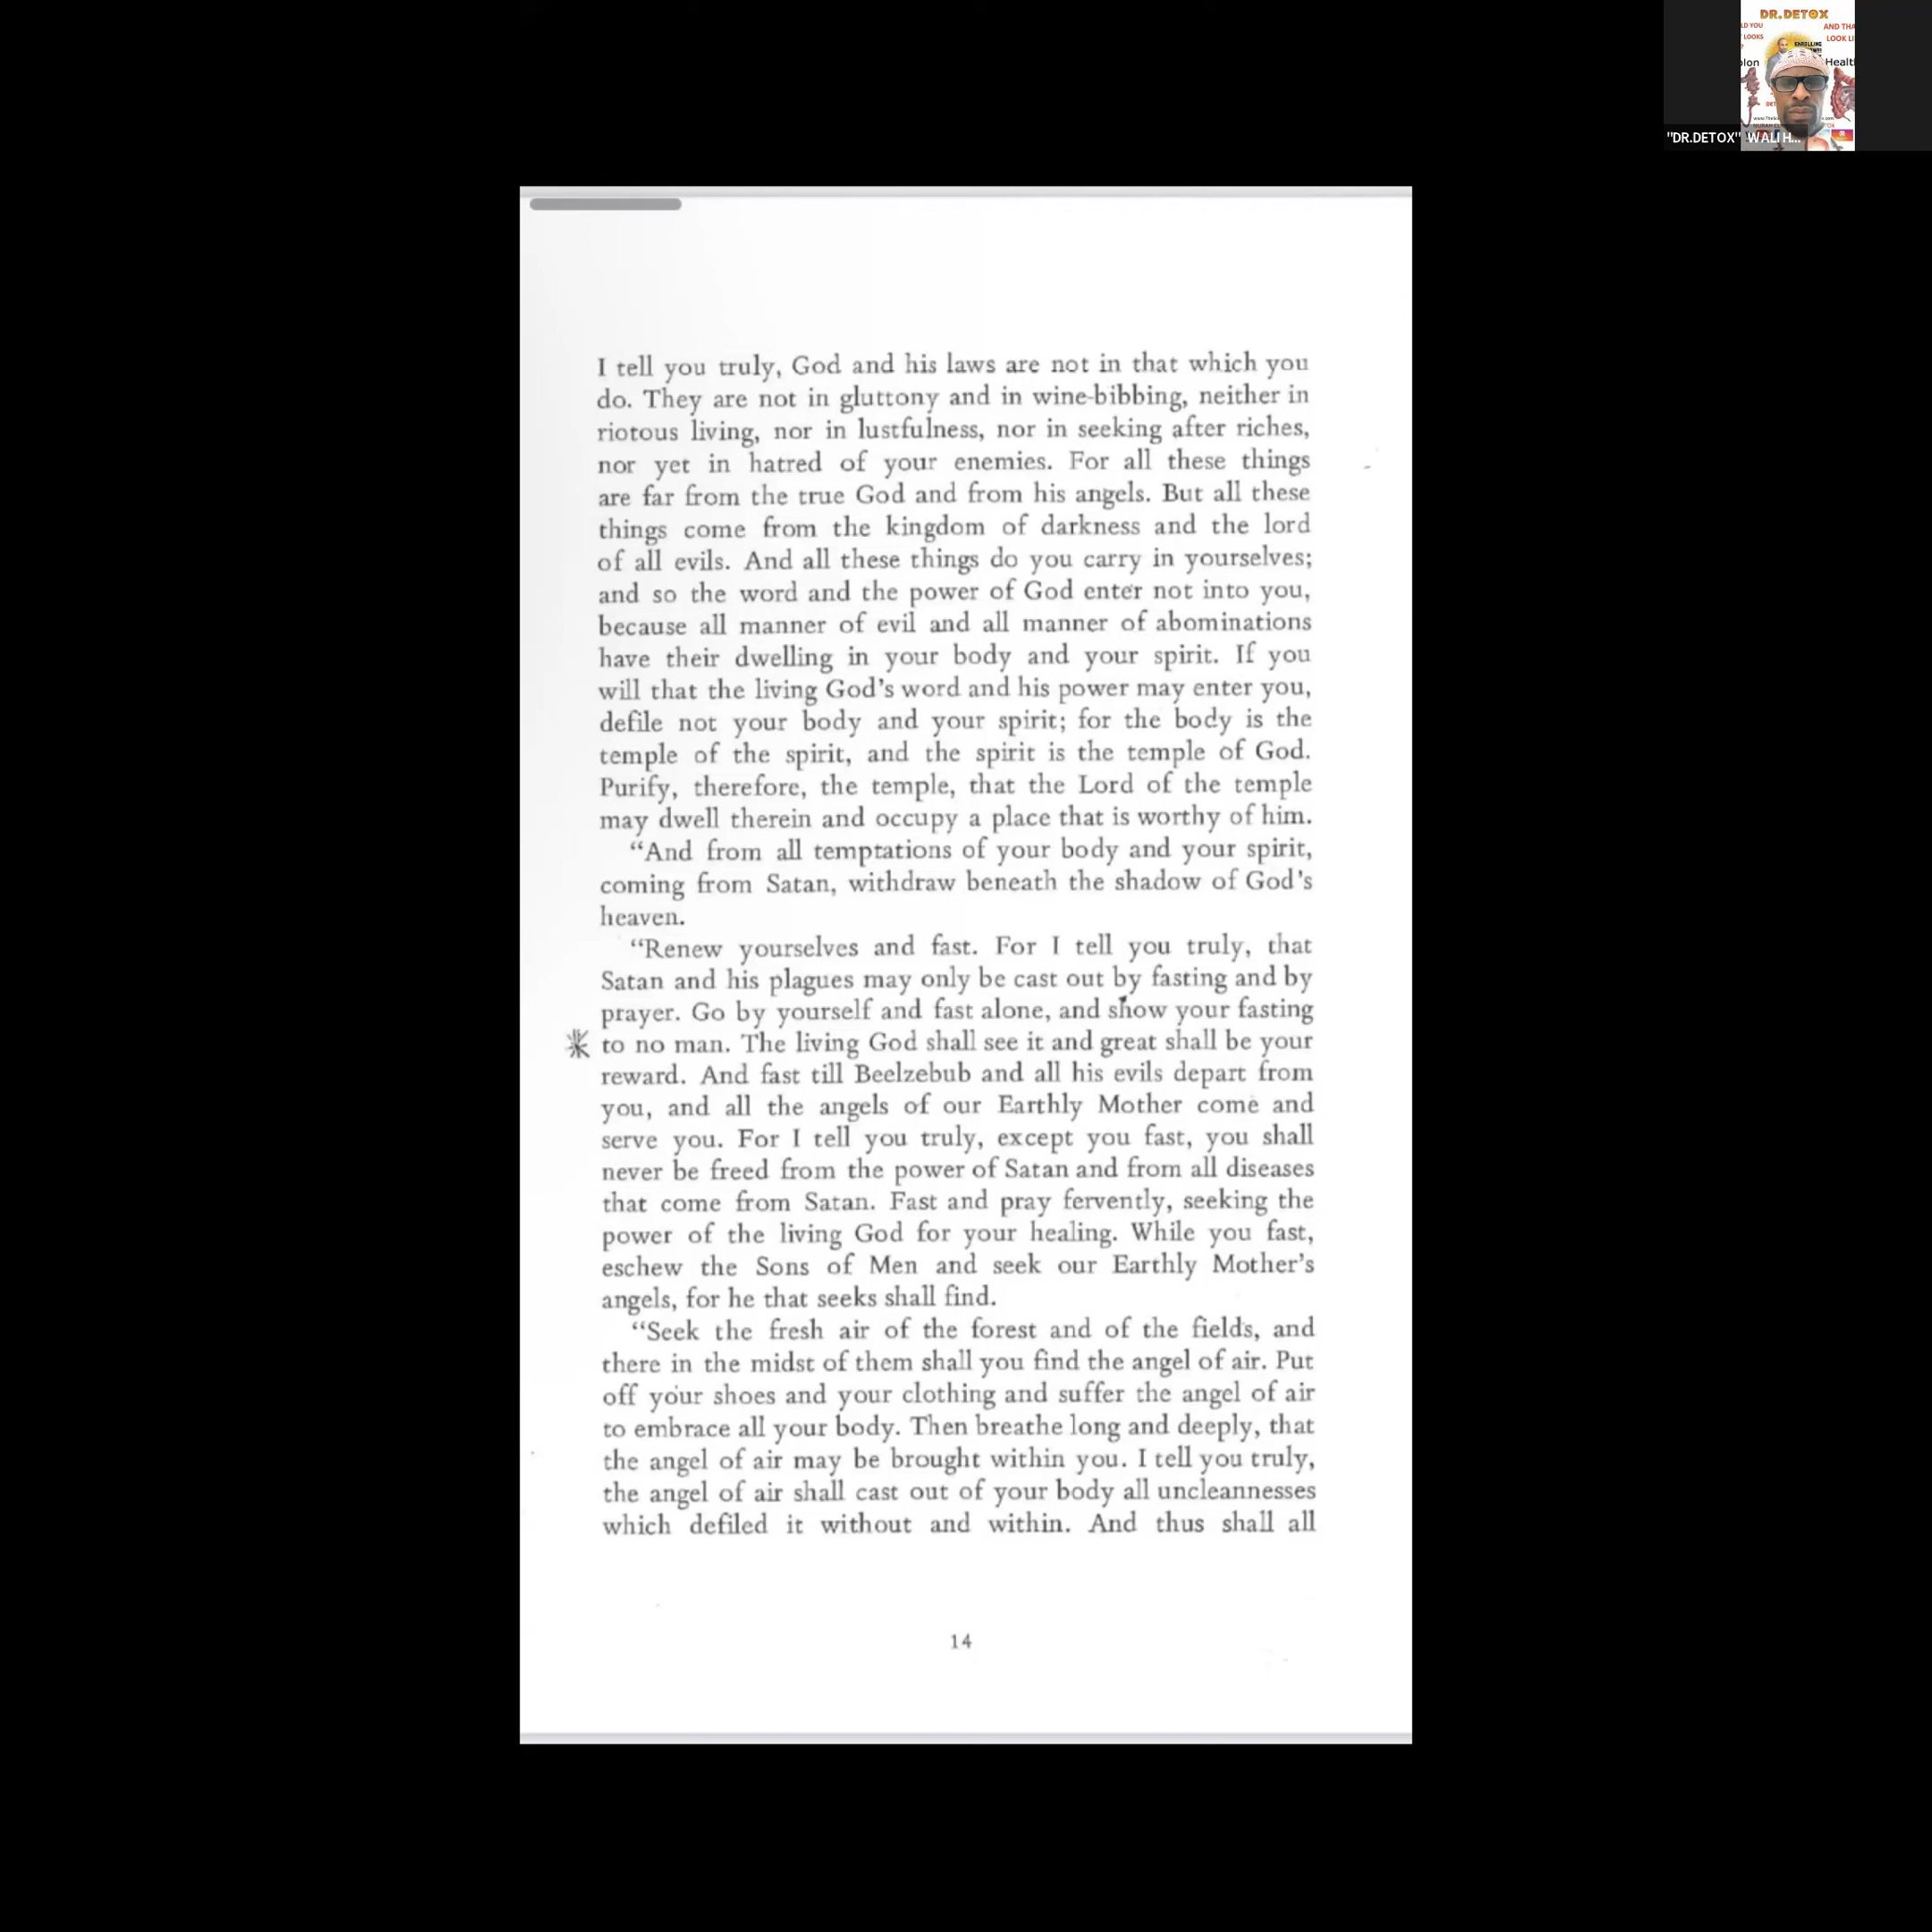 DR.DETOX
LD YOU
AND THA
LOOKS
LOOK LI
ENROLLING
olon
Healt
"DR.DETOX" WALI H...
I tell you truly, God and his laws are not in that which you
do. They are not in gluttony and in wine-bibbing, neither in
riotous living, nor in lustfulness, nor in seeking after riches,
nor yet in hatred of your enemies. For all these things
are far from the true God and from his angels. But all these
things come from the kingdom of darkness and the lord
of all evils. And all these things do you carry in yourselves;
and so the word and the power of God enter not into you,
because all manner of evil and all manner of abominations
have their dwelling in your body and your spirit. If you
will that the living God's word and his power may enter you,
defile not your body and your spirit; for the body is the
temple of the spirit, and the spirit is the temple of God.
Purify, therefore, the temple, that the Lord of the temple
may dwell therein and occupy a place that is worthy of him.
"And from all temptations of your body and your spirit,
coming from Satan, withdraw beneath the shadow of God's
heaven.
"Renew yourselves and fast. For I tell you truly, that
Satan and his plagues may only be cast out by fasting and by
prayer. Go by yourself and fast alone, and show your fasting
to no man. The living God shall see it and great shall be your
reward. And fast till Beelzebub and all his evils depart from
you, and all the angels of our Earthly Mother come and
serve you. For I tell you truly, except you fast, you shall
never be freed from the power of Satan and from all diseases
that come from Satan. Fast and pray fervently, seeking the
power of the living God for your healing. While you fast,
eschew the Sons of Men and seek our Earthly Mother's
angels, for he that seeks shall find.
"Seek the fresh air of the forest and of the fields, and
there in the midst of them shall you find the angel of air. Put
off your shoes and your clothing and suffer the angel of air
to embrace all your body. Then breathe long and deeply, that
the angel of air may be brought within you. I tell you truly,
the angel of air shall cast out of your body all uncleannesses
which defiled it without and within. And thus shall all
14